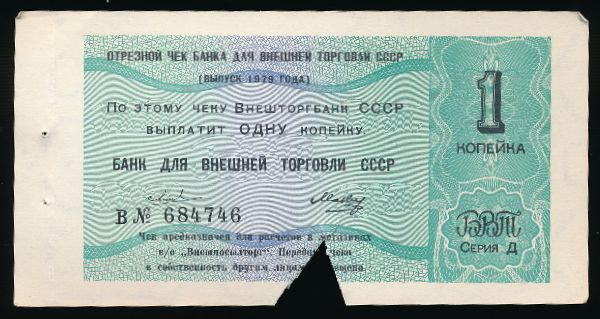 ОТРЕЗНОЙ ЧЕК БАНКА ДЛЯ ВНЕШНЕЙ ТОРГОВЛИ СССР
(ВЫПУСК 1979 ГОДА)
ПО ЭТОМУ ЧЕКУ ВНЕШТОРГБАНК СССР
ВЫПЛАТИТ ОДНУ КОПЕЙКУ.
БАНК ДЛЯ ВНЕШНЕЙ ТОРГОВЛИ СССР
В № 684746
Чек предназначен для расчетов в магазинах
в/о „Внешпосылторг". Передача чека
в собственность другим лицам
1
КОПЕЙКА
ВВТ
СЕРИЯ Д